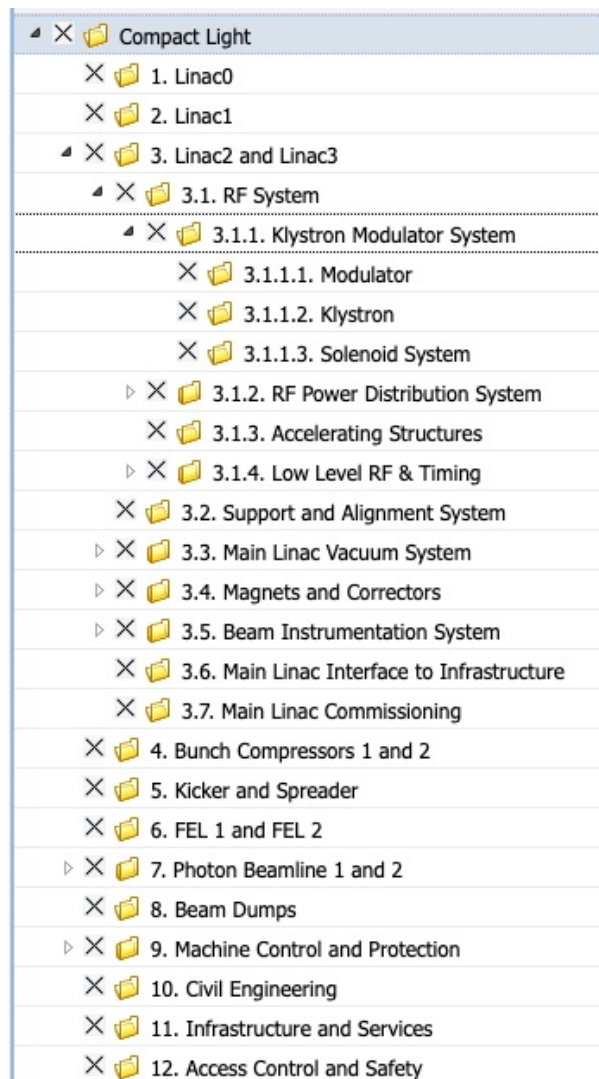 Compact Light
1. Linac0
2. Linac1
3. Linac2 and Linac3
3.1. RF System
3.1.1. Klystron Modulator System
3.1.1.1. Modulator
3.1.1.2. Klystron
3.1.1.3. Solenoid System
3.1.2. RF Power Distribution System
3.1.3. Accelerating Structures
3.1.4. Low Level RF & Timing
3.2. Support and Alignment System
3.3. Main Linac Vacuum System
3.4. Magnets and Correctors
3.5. Beam Instrumentation System
3.6. Main Linac Interface to Infrastructure
3.7. Main Linac Commissioning
4. Bunch Compressors 1 and 2
5. Kicker and Spreader
6. FEL 1 and FEL 2
7. Photon Beamline 1 and 2
8. Beam Dumps
9. Machine Control and Protection
10. Civil Engineering
11. Infrastructure and Services
12. Access Control and Safety